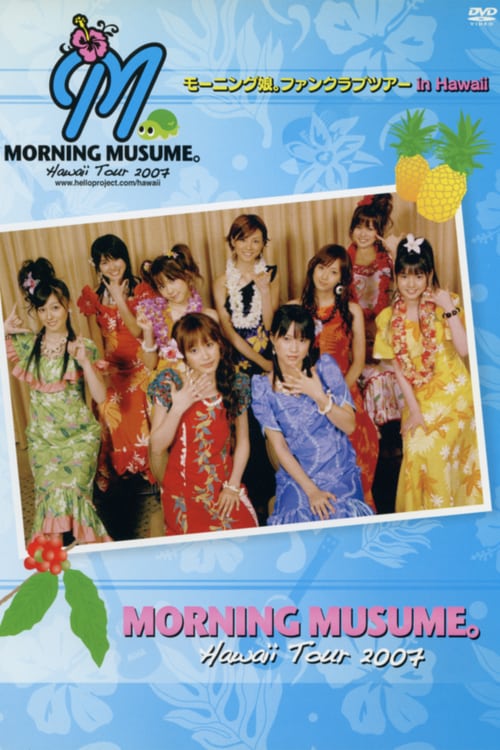 DVD
VIDEO
モーニング娘。ファンクラブツアー in Hawaii
M
MORNING MUSUME。
Hawaii Tour 2007
www.helloproject.com/hawaii
MORNING MUSUME。
Hawaii Tour 2007